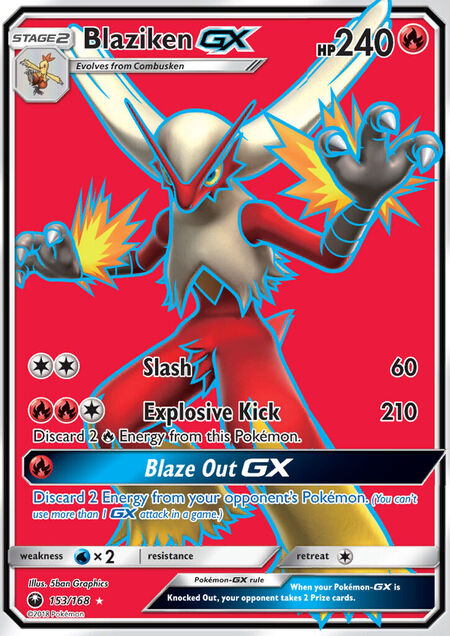 STAGE2 Blaziken GX HP240
Evolves from Combusken
Slash 60
Explosive Kick 210
Discard 2 Energy from this Pokémon.
Blaze Out GX
Discard 2 Energy from your opponent's Pokémon. (You can't
use more than 1 GX attack in a game.)
weakness ×2 resistance retreat
Illus. 5ban Graphics
153/168
©2018 Pokémon
Pokémon-GX rule
When your Pokémon-GX is
Knocked Out, your opponent takes 2 Prize cards.